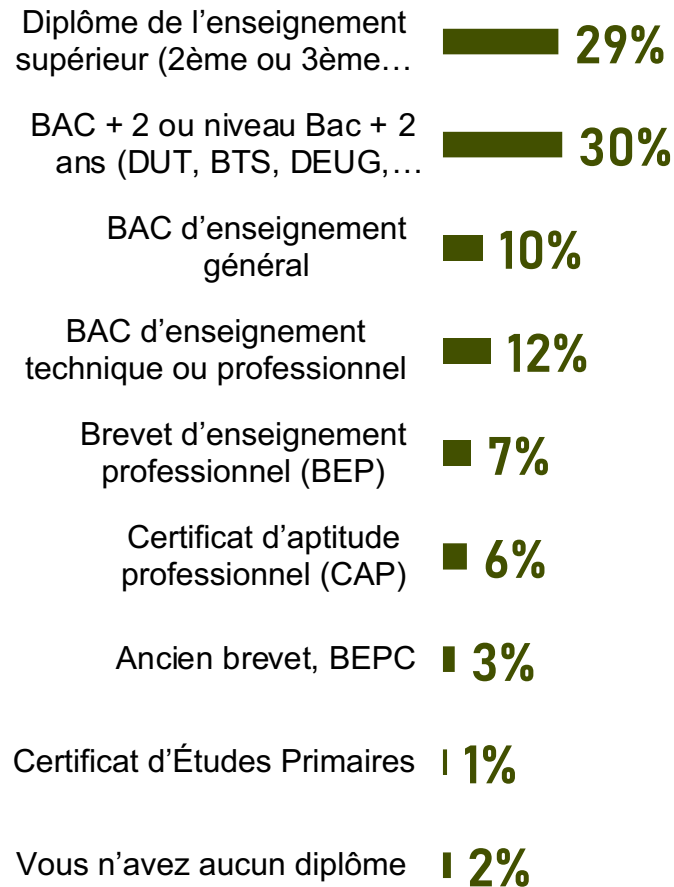 Diplôme de l’enseignement
supérieur (2ème ou 3ème…
29%
BAC + 2 ou niveau Bac + 2
ans (DUT, BTS, DEUG,…
30%
BAC d’enseignement
général
10%
BAC d’enseignement
technique ou professionnel
12%
Brevet d’enseignement
professionnel (BEP)
7%
Certificat d’aptitude
professionnel (CAP)
6%
Ancien brevet, BEPC
3%
Certificat d’Études Primaires
1%
Vous n’avez aucun diplôme
2%